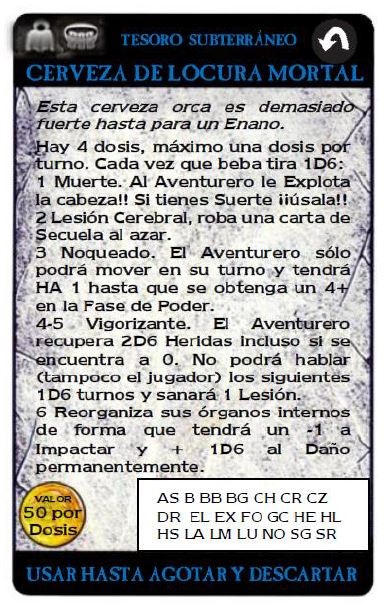 TESORO SUBTERRÁNEO
CERVEZA DE LOCURA MORTAL
Esta cerveza orca es demasiado
fuerte hasta para un Enano.
Hay 4 dosis, máximo una dosis por
turno. Cada vez que beba tira 1D6:
1 Muerte. Al Aventurero le Explota
la cabeza!! Si tienes Suerte ¡¡úsala!!
2 Lesión Cerebral, roba una carta de
Secuela al azar.
3 Noqueado. El Aventurero sólo
podrá mover en su turno y tendrá
HA 1 hasta que se obtenga un 4+
en la Fase de Poder.
4-5 Vigorizante. El Aventurero
recupera 2D6 Heridas incluso si se
encuentra a 0. No podrá hablar
(tampoco el jugador) los siguientes
1D6 turnos y sanará 1 Lesión.
6 Reorganiza sus órganos internos
de forma que tendrá un -1 a
Impactar y + 1D6 al Daño
permanentemente.
VALOR
50 por
Dosis
AS B BB BG CH CR CZ
DR EL EX FO GC HE HL
HS LA LM LU NO SG SR
USAR HASTA AGOTAR Y DESCARTAR